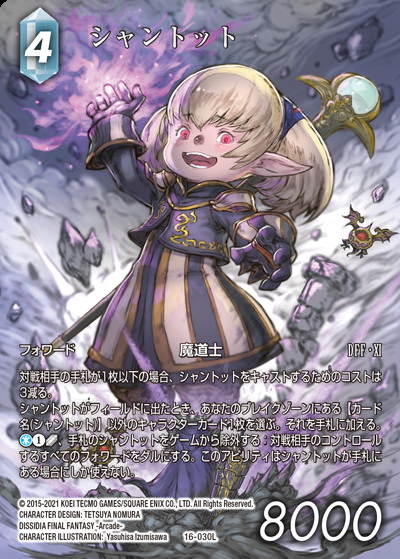 4
シャントット
フォワード
魔道士
DFF・XI
対戦相手の手札が1枚以下の場合、シャントットをキャストするためのコストは
3減る。
シャントットがフィールドに出たとき、あなたのブレイクゾーンにある【カード
名(シャントット)】以外のキャラクターカード1枚を選ぶ。それを手札に加える。
1、手札のシャントットをゲームから除外する：対戦相手のコントロール
するすべてのフォワードをダルにする。このアビリティはシャントットが手札に
ある場合にしか使えない。
© 2015-2021 KOEI TECMO GAMES/SQUARE ENIX CO., LTD. All Rights Reserved.
CHARACTER DESIGN: TETSUYA NOMURA
DISSIDIA FINAL FANTASY -Arcade-
CHARACTER ILLUSTRATION: Yasuhisa Izumisawa
16-030L
8000